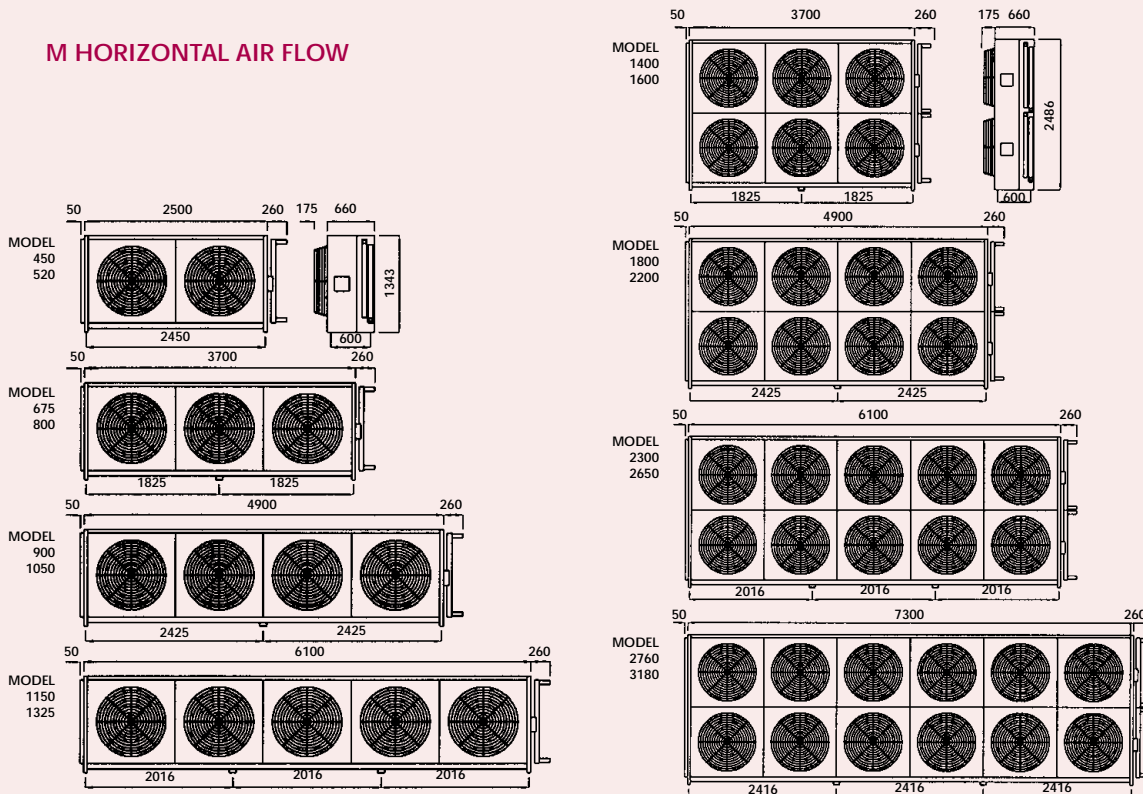 M HORIZONTAL AIR FLOW
50 2500 260 175 660
MODEL
450
520
1343
2450
600
50 3700 260
MODEL
675
800
1825 1825
50 4900 260
MODEL
900
1050
2425 2425
50 6100 260
MODEL
1150
1325
2016 2016 2016
50 3700 260 175 660
MODEL
1400
1600
2486
1825 1825
600
50 4900 260
MODEL
1800
2200
2425 2425
50 6100 260
MODEL
2300
2650
2016 2016 2016
50 7300 260
MODEL
2760
3180
2416 2416 2416